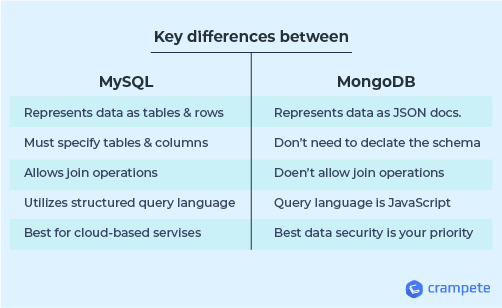 Key differences between
MySQL
MongoDB
Represents data as tables & rows
Represents data as JSON docs.
Must specify tables & columns
Don't need to declate the schema
Allows join operations
Doen't allow join operations
Utilizes structured query language
Query language is JavaScript
Best for cloud-based servises
Best data security is your priority
crampete